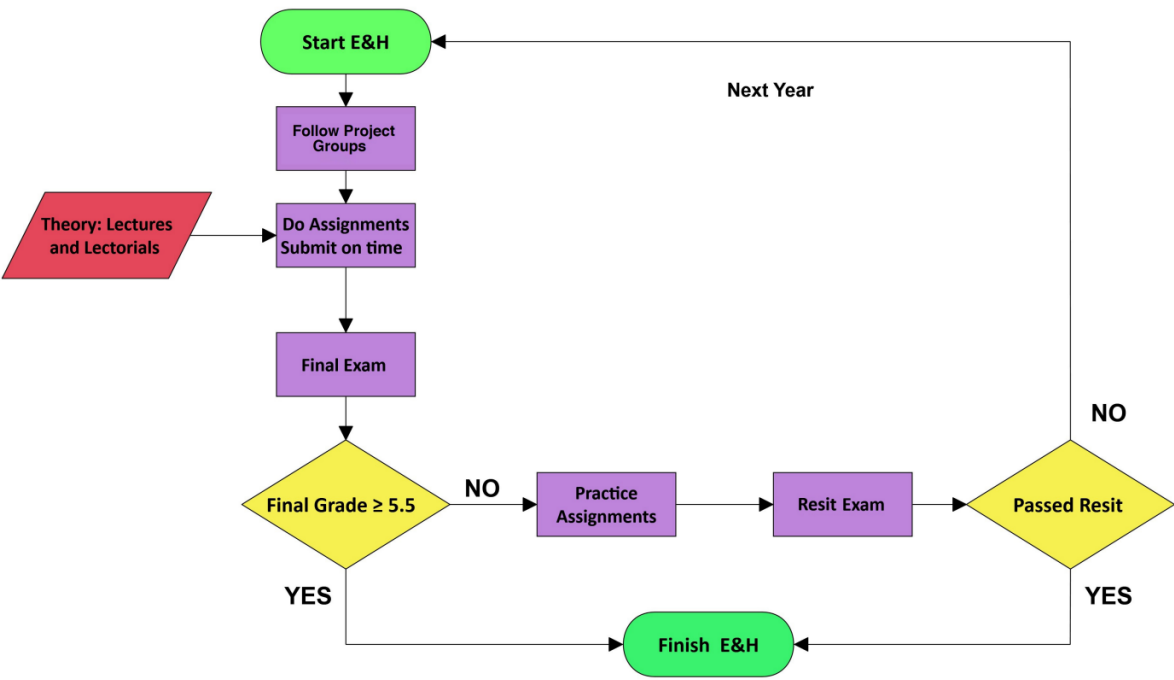 Start E&H
Next Year
Follow Project
Groups
Theory: Lectures
and Lectorials
Do Assignments
Submit on time
Final Exam
NO
Final Grade ≥ 5.5
NO
Practice
Assignments
Resit Exam
Passed Resit
YES
YES
Finish E&H